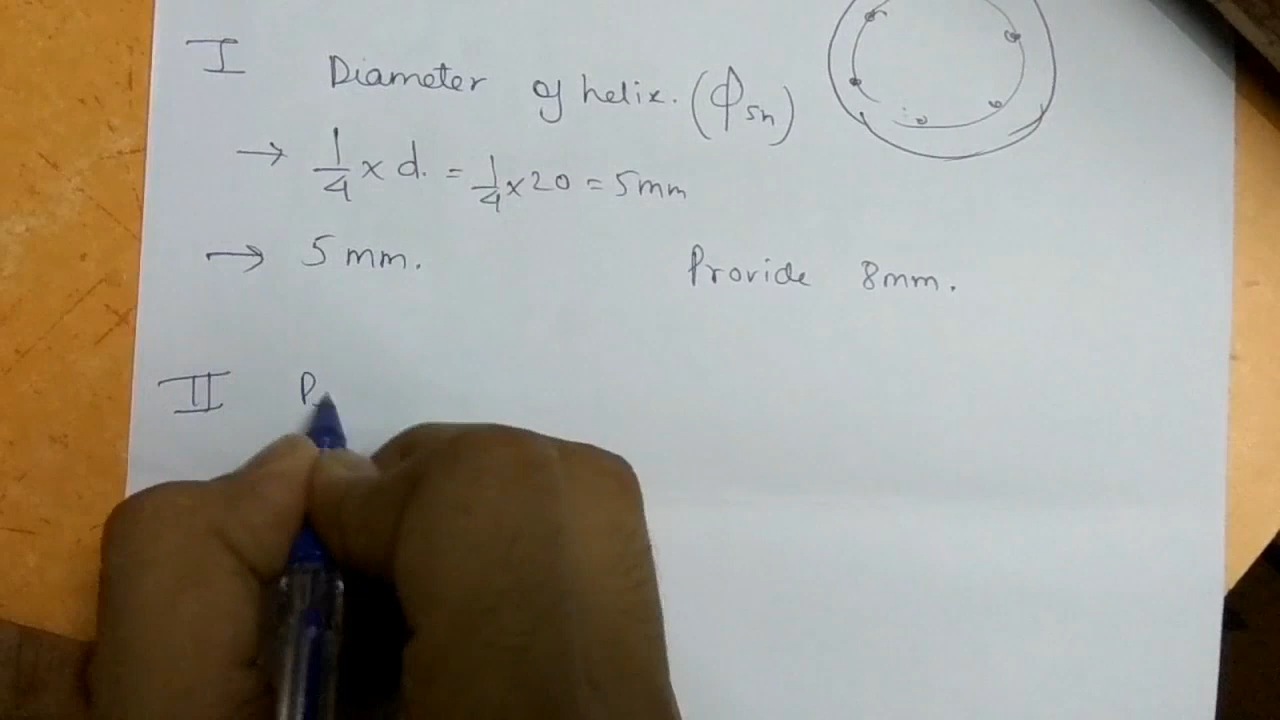 I Diameter of helix. (Φsh)
→ 1/4 × d. = 1/4 × 20 = 5mm
→ 5 mm. Provide 8mm.
II P